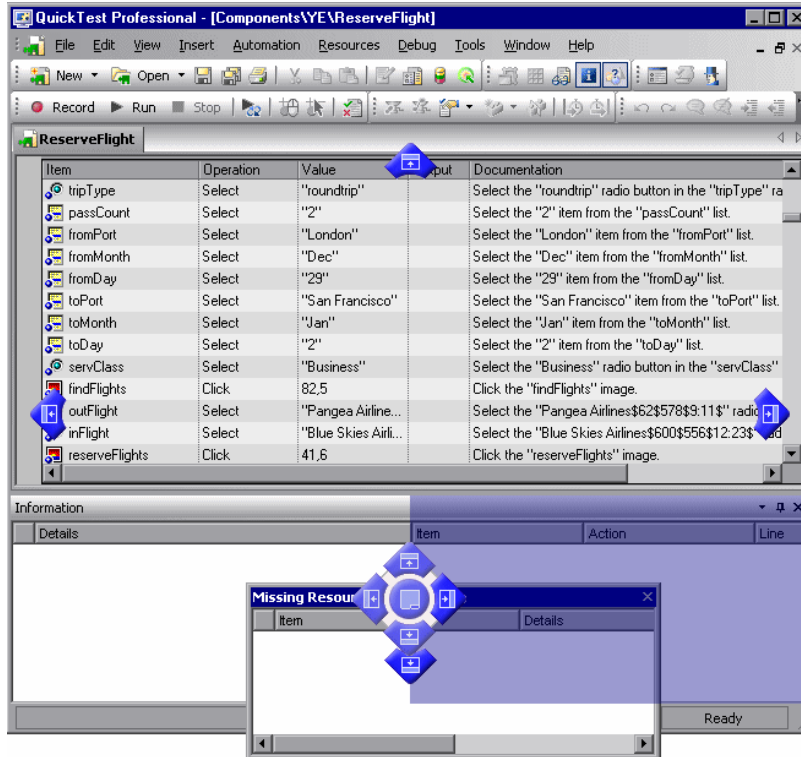 QuickTest Professional - [Components\YE\ReserveFlight]
File Edit View Insert Automation Resources Debug Tools Window Help
New Open
Record Run Stop
ReserveFlight
Item Operation Value Documentation
tripType Select "roundtrip" Select the "roundtrip" radio button in the "tripType" ra
passCount Select "2" Select the "2" item from the "passCount" list.
fromPort Select "London" Select the "London" item from the "fromPort" list.
fromMonth Select "Dec" Select the "Dec" item from the "fromMonth" list.
fromDay Select "29" Select the "29" item from the "fromDay" list.
toPort Select "San Francisco" Select the "San Francisco" item from the "toPort" list.
toMonth Select "Jan" Select the "Jan" item from the "toMonth" list.
toDay Select "2" Select the "2" item from the "toDay" list.
servClass Select "Business" Select the "Business" radio button in the "servClass"
findFlights Click 82,5 Click the "findFlights" image.
outFlight Select "Pangea Airline... Select the "Pangea Airlines$62$578$9:11$" radio
inFlight Select "Blue Skies Airli... Select the "Blue Skies Airlines$600$556$12:23$"
reserveFlights Click 41,6 Click the "reserveFlights" image.
Information
Details Item Action Line
Missing Resour
Item Details
Ready